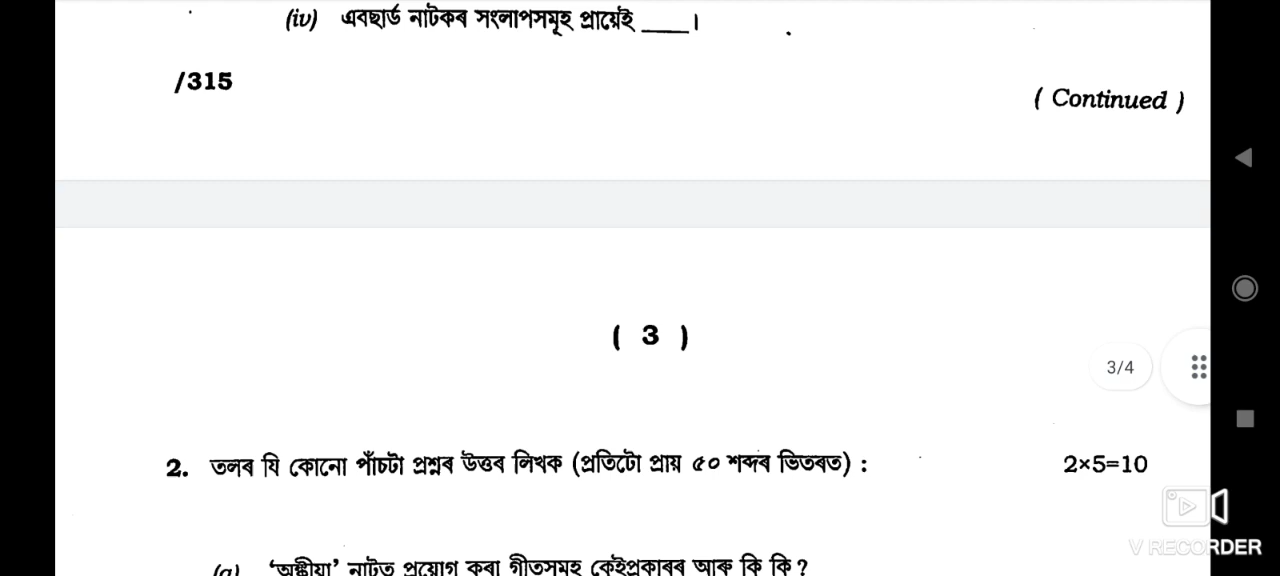 (iv) এবছাৰ্ড নাটকৰ সংলাপসমূহ প্ৰায়েই ____।
/315
( Continued )
( 3 )
3/4
2. তলৰ যি কোনো পাঁচটা প্ৰশ্নৰ উত্তৰ লিখক (প্ৰতিটো প্ৰায় ৫০ শব্দৰ ভিতৰত) : 2×5=10
V RECORDER
(a) ‘অঙ্কীয়া’ নাটত প্ৰয়োগ কৰা গীতসমূহ কেইপ্ৰকাৰৰ আৰু কি কি ?